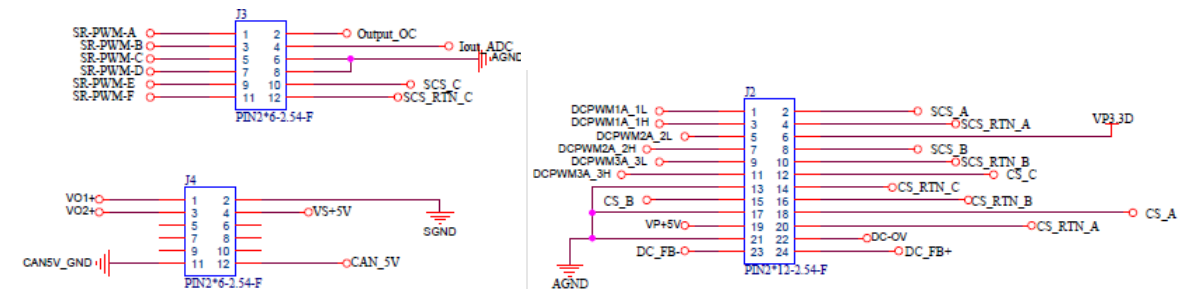 J3
SR-PWM-A 1 2 Output_OC
SR-PWM-B 3 4 Iout_ADC
SR-PWM-C 5 6 AGND
SR-PWM-D 7 8
SR-PWM-E 9 10 SCS_C
SR-PWM-F 11 12 SCS_RTN_C
PIN2*6-2.54-F
J4
VO1+ 1 2
VO2+ 3 4 VS+5V
5 6
SGND
7 8
9 10
CAN5V_GND 11 12 CAN_5V
PIN2*6-2.54-F
J2
DCPWM1A_1L 1 2 SCS_A
DCPWM1A_1H 3 4 SCS_RTN_A VP3.3D
DCPWM2A_2L 5 6
DCPWM2A_2H 7 8 SCS_B
DCPWM3A_3L 9 10 SCS_RTN_B
DCPWM3A_3H 11 12 CS_C
13 14 CS_RTN_C
CS_B 15 16 CS_RTN_B
17 18 CS_A
VP+5V 19 20 CS_RTN_A
21 22 DC-OV
DC_FB- 23 24 DC_FB+
AGND
PIN2*12-2.54-F